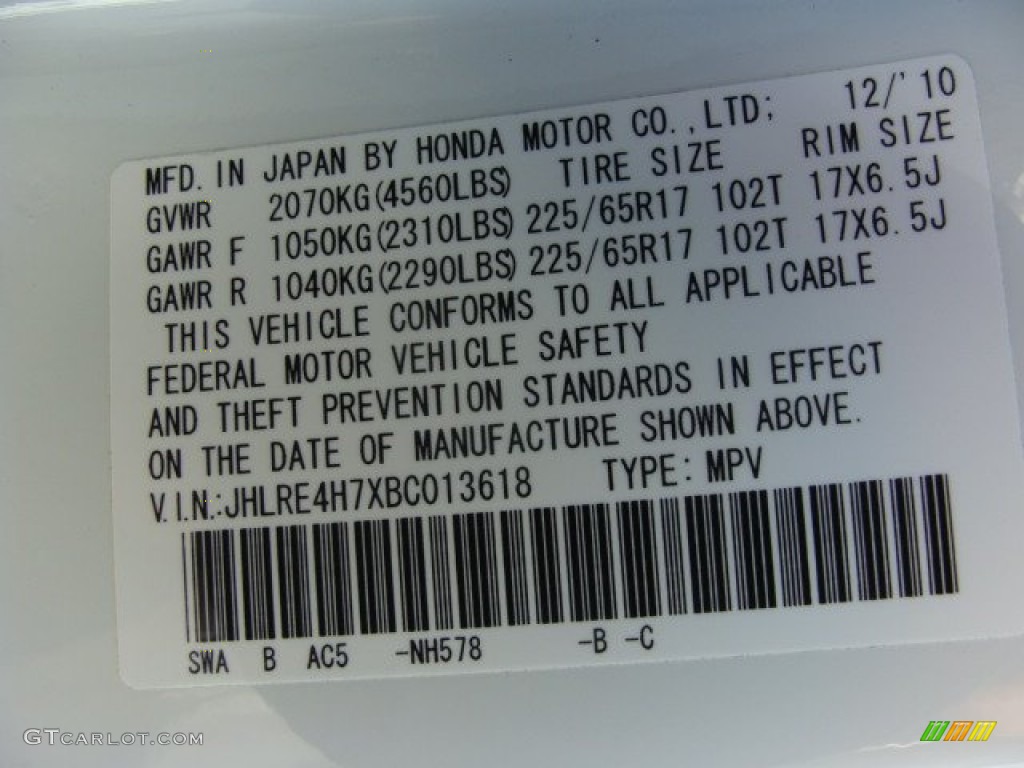 MFD. IN JAPAN BY HONDA MOTOR CO.,LTD; 12/'10
GVWR 2070KG(4560LBS) TIRE SIZE RIM SIZE
GAWR F 1050KG(2310LBS) 225/65R17 102T 17X6.5J
GAWR R 1040KG(2290LBS) 225/65R17 102T 17X6.5J
THIS VEHICLE CONFORMS TO ALL APPLICABLE
FEDERAL MOTOR VEHICLE SAFETY
AND THEFT PREVENTION STANDARDS IN EFFECT
ON THE DATE OF MANUFACTURE SHOWN ABOVE.
V.I.N.:JHLRE4H7XBC013618 TYPE: MPV
SWA B AC5 -NH578 -B -C
GTCARLOT.COM